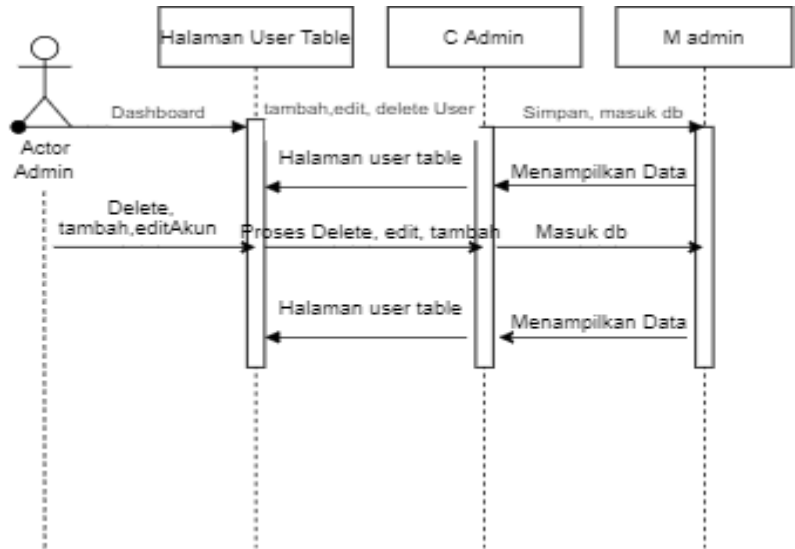 Halaman User Table
C Admin
M admin
Dashboard
tambah,edit, delete User
Simpan, masuk db
Actor
Admin
Halaman user table
Menampilkan Data
Delete,
tambah,editAkun
Proses Delete, edit, tambah
Masuk db
Halaman user table
Menampilkan Data